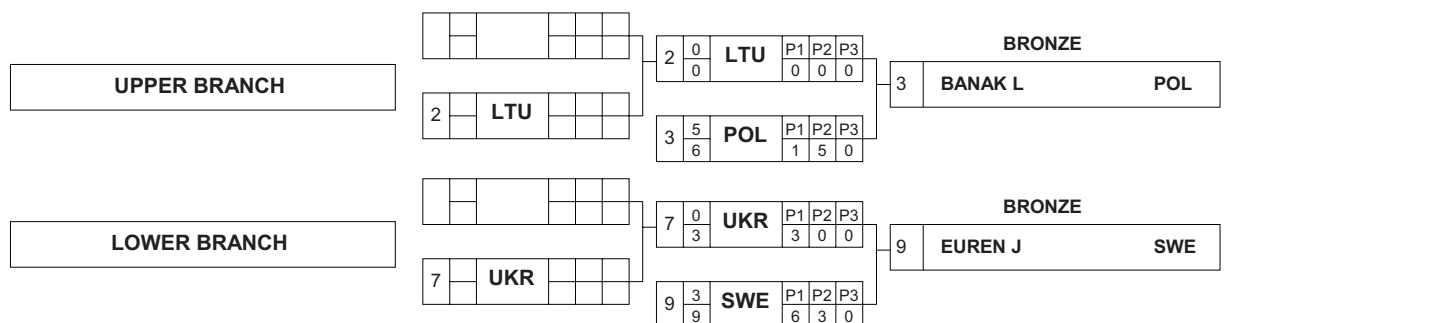 BRONZE
2 0 LTU P1 P2 P3
0 0 0 0
UPPER BRANCH
3 BANAK L POL
2 LTU
3 5 POL P1 P2 P3
6 1 5 0
BRONZE
7 0 UKR P1 P2 P3
3 3 0 0
LOWER BRANCH
9 EUREN J SWE
7 UKR
9 3 SWE P1 P2 P3
9 6 3 0